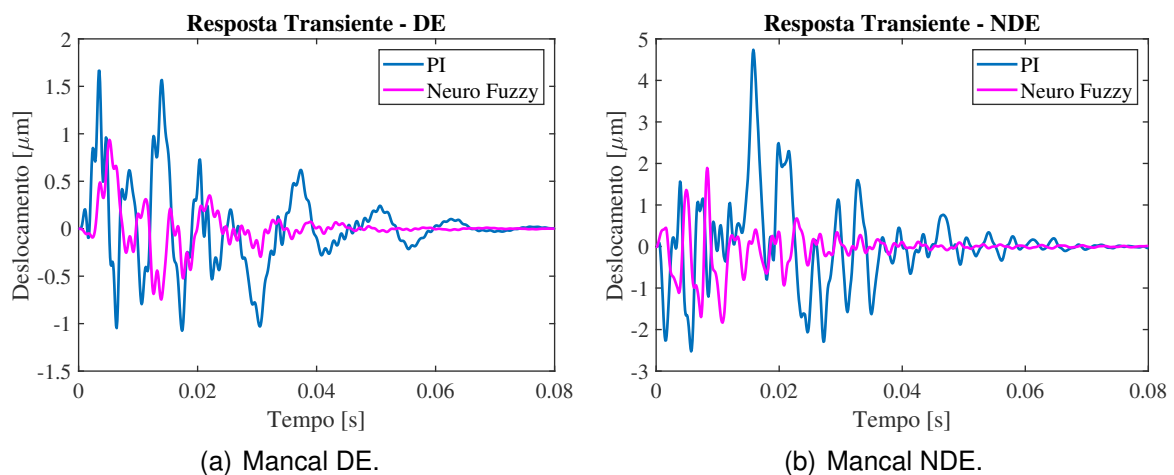 Resposta Transiente - DE
2
1.5
1
0.5
0
-0.5
-1
-1.5
Deslocamento [μm]
PI
Neuro Fuzzy
0
0.02
0.04
0.06
0.08
Tempo [s]
(a) Mancal DE.
Resposta Transiente - NDE
5
4
3
2
1
0
-1
-2
-3
Deslocamento [μm]
PI
Neuro Fuzzy
0
0.02
0.04
0.06
0.08
Tempo [s]
(b) Mancal NDE.